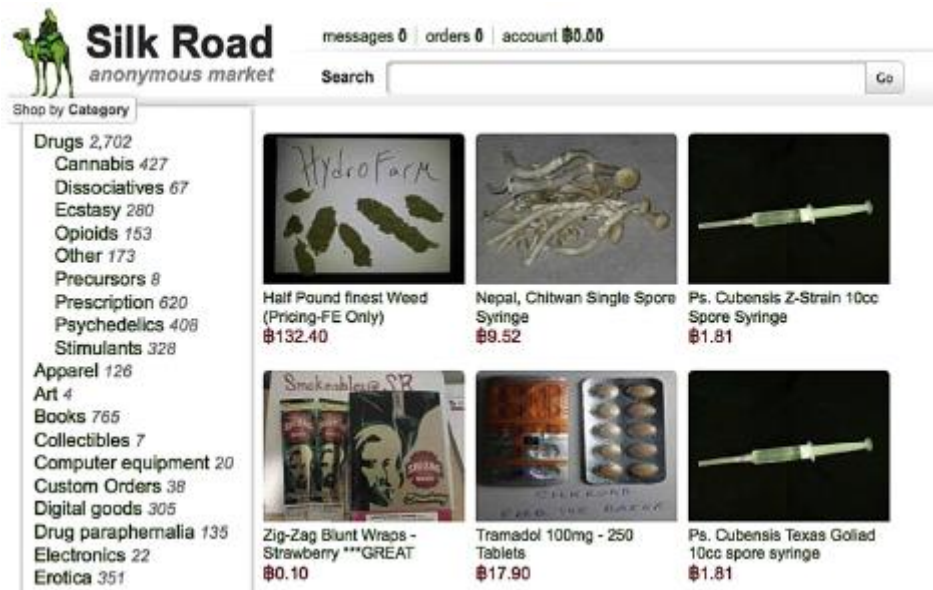 Silk Road
anonymous market
messages 0 | orders 0 | account ฿0.00
Search
Go
Shop by Category
Drugs 2,702
Cannabis 427
Dissociatives 67
Ecstasy 280
Opioids 153
Other 173
Precursors 8
Prescription 620
Psychedelics 408
Stimulants 328
Apparel 126
Art 4
Books 765
Collectibles 7
Computer equipment 20
Custom Orders 38
Digital goods 305
Drug paraphernalia 135
Electronics 22
Erotica 351
HydroFarm
Half Pound finest Weed
(Pricing-FE Only)
฿132.40
Nepal, Chitwan Single Spore
Syringe
฿9.52
Ps. Cubensis Z-Strain 10cc
Spore Syringe
฿1.81
Smokeables@SR
Zig-Zag Blunt Wraps -
Strawberry ***GREAT
฿0.10
SILKROAD
Tramadol 100mg - 250
Tablets
฿17.90
Ps. Cubensis Texas Goliad
10cc spore syringe
฿1.81